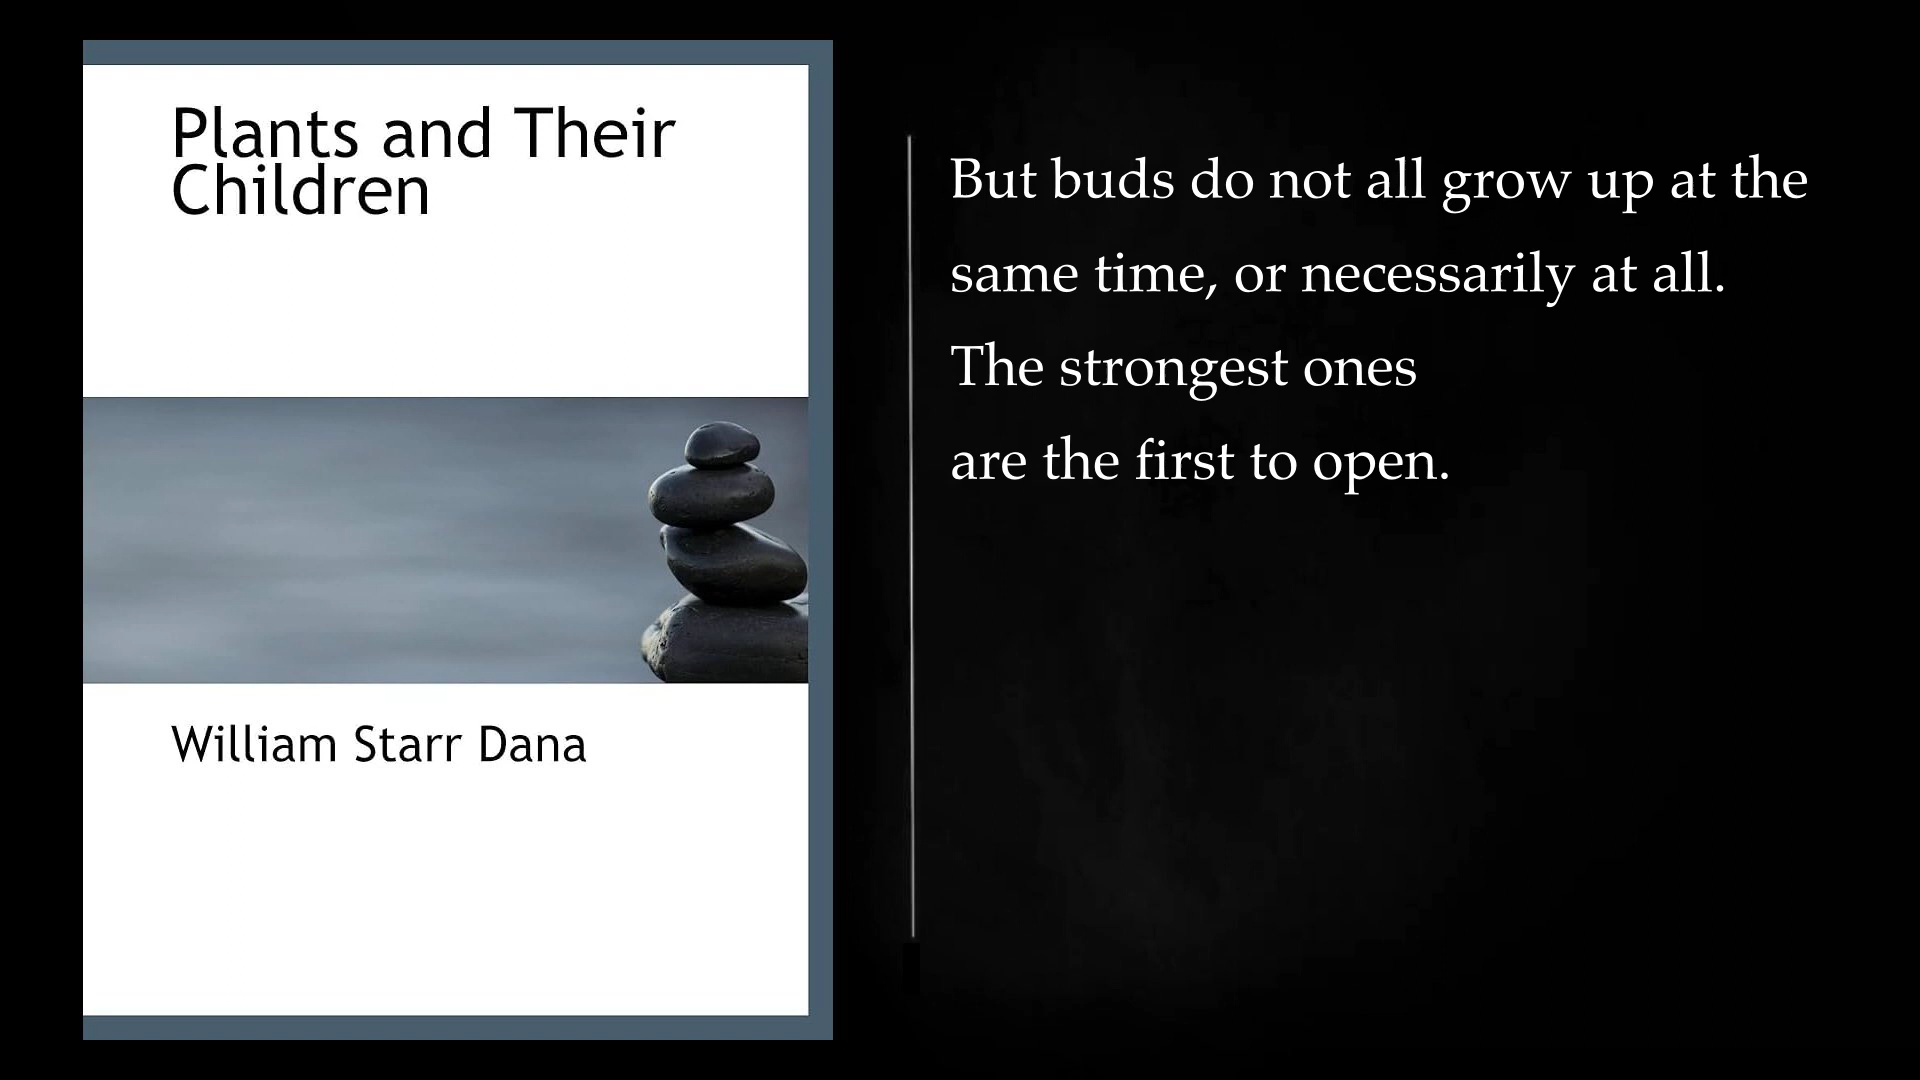 Plants and Their
Children
William Starr Dana
But buds do not all grow up at the
same time, or necessarily at all.
The strongest ones
are the first to open.